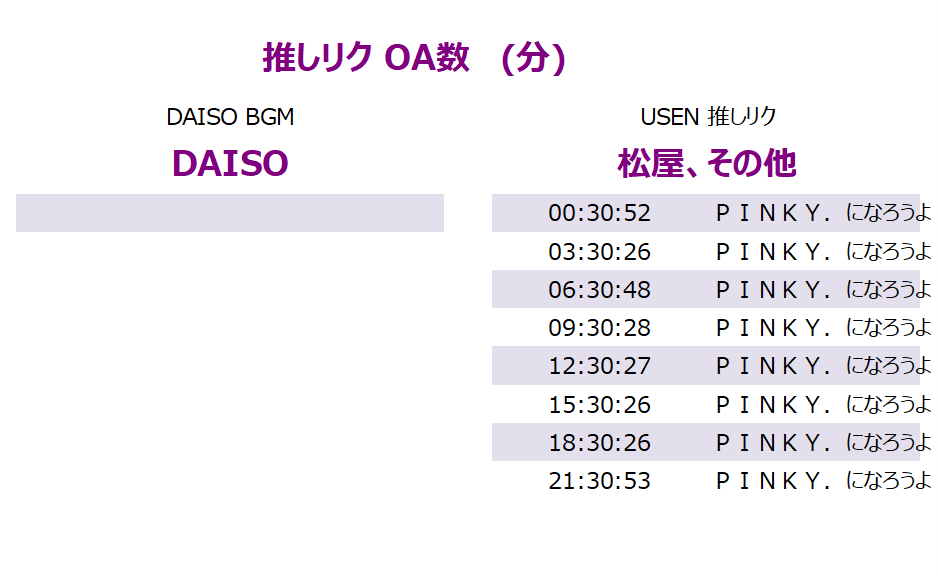 推しリク OA数　(分)
DAISO BGM
DAISO
USEN 推しリク
松屋、その他
00:30:52　ＰＩＮＫＹ．になろうよ
03:30:26　ＰＩＮＫＹ．になろうよ
06:30:48　ＰＩＮＫＹ．になろうよ
09:30:28　ＰＩＮＫＹ．になろうよ
12:30:27　ＰＩＮＫＹ．になろうよ
15:30:26　ＰＩＮＫＹ．になろうよ
18:30:26　ＰＩＮＫＹ．になろうよ
21:30:53　ＰＩＮＫＹ．になろうよ